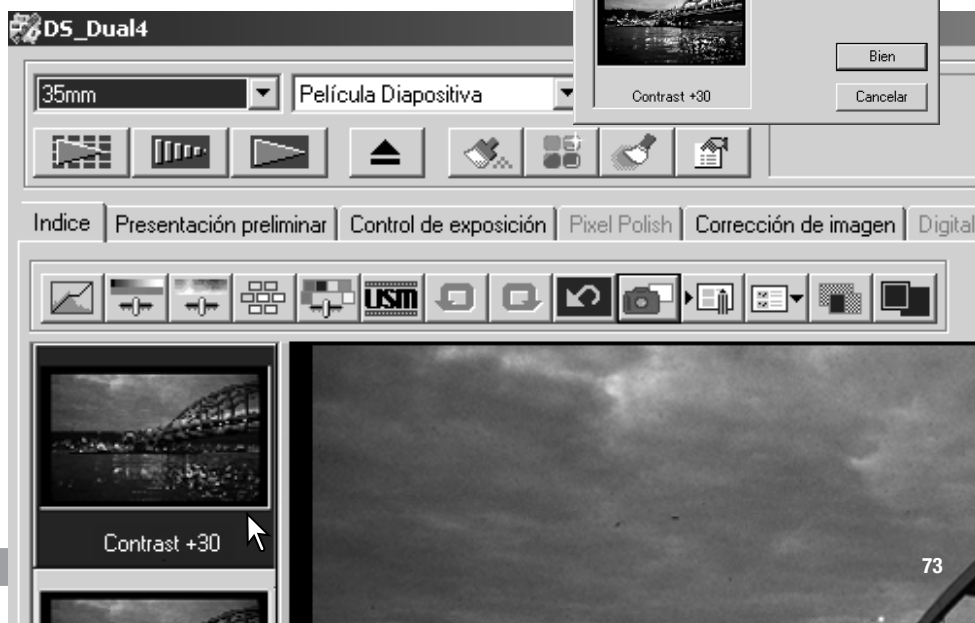 DS_Dual4
Bien
35mm
Película Diapositiva
Contrast +30
Cancelar
Indice
Presentación preliminar
Control de exposición
Pixel Polish
Corrección de imagen
Digital
USM
Contrast +30
73